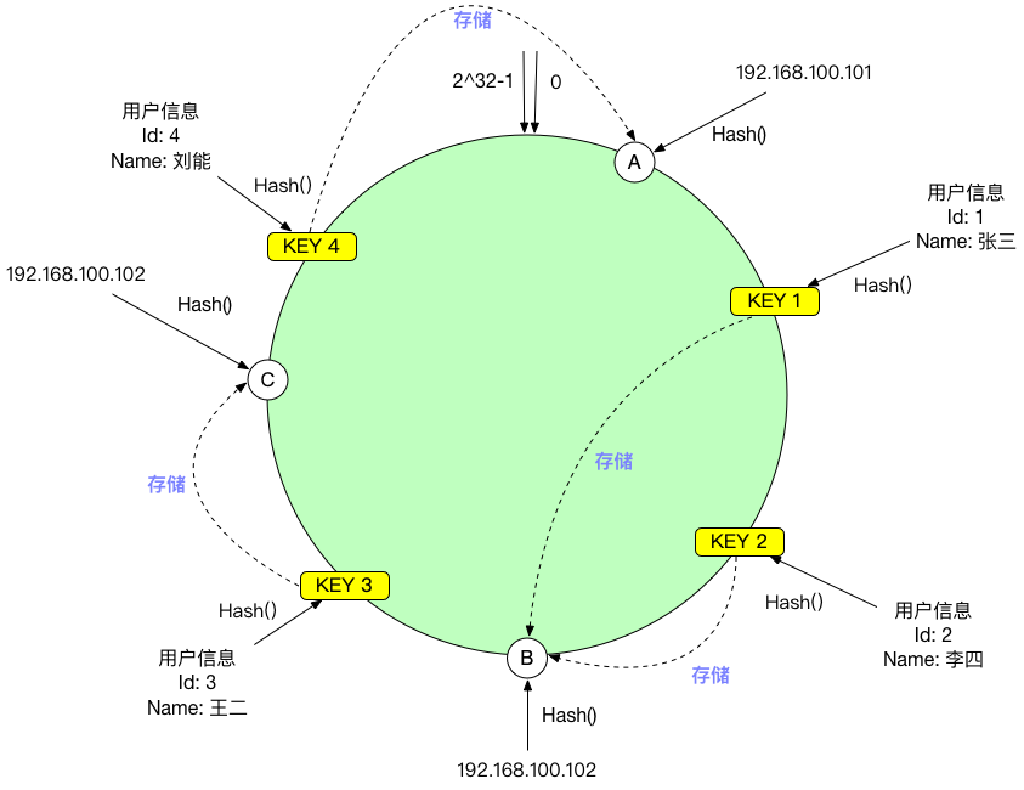 存储
2^32-1
0
192.168.100.101
Hash()
A
用户信息
Id: 4
Name: 刘能
Hash()
KEY 4
用户信息
Id: 1
Name: 张三
Hash()
KEY 1
192.168.100.102
Hash()
C
存储
存储
KEY 2
Hash()
用户信息
Id: 2
Name: 李四
KEY 3
Hash()
用户信息
Id: 3
Name: 王二
B
存储
Hash()
192.168.100.102